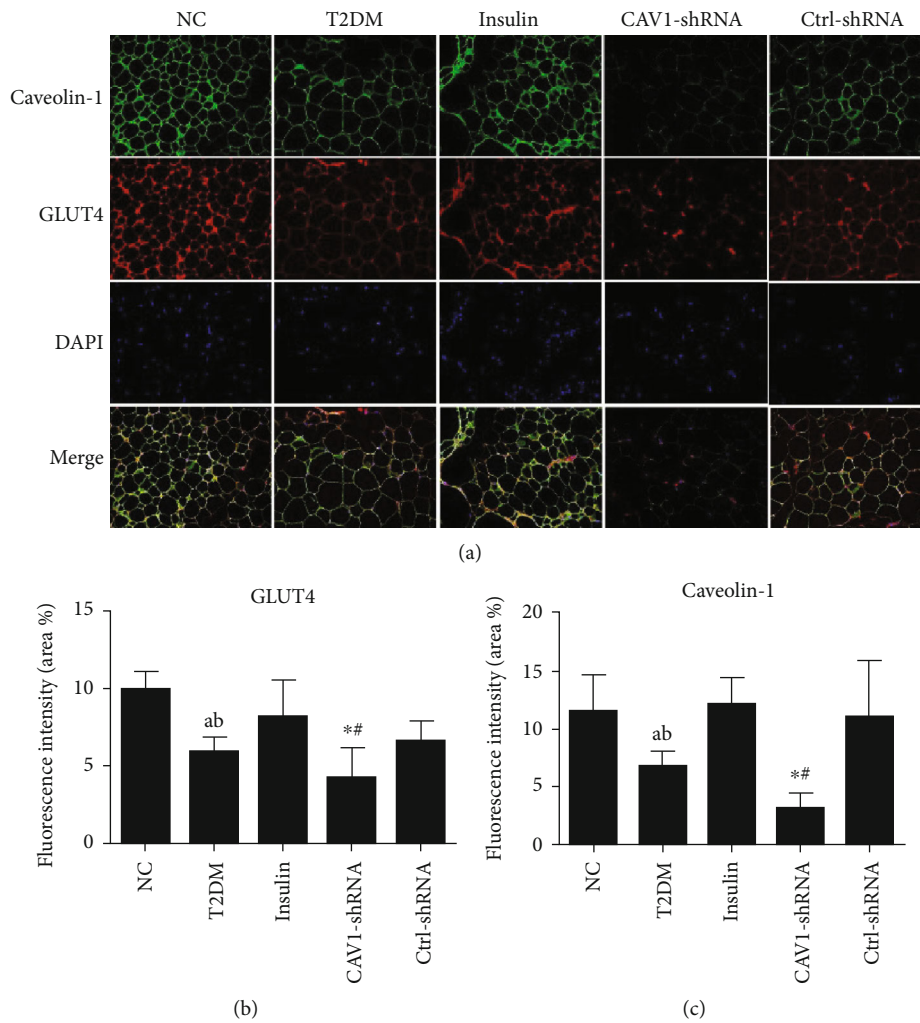 NC T2DM Insulin CAV1-shRNA Ctrl-shRNA
Caveolin-1
GLUT4
DAPI
Merge
(a)
GLUT4
Fluorescence intensity (area %)
15
10
5
0
ab
*#
NC
T2DM
Insulin
CAV1-shRNA
Ctrl-shRNA
(b)
Caveolin-1
Fluorescence intensity (area %)
20
15
10
5
0
ab
*#
NC
T2DM
Insulin
CAV1-shRNA
Ctrl-shRNA
(c)